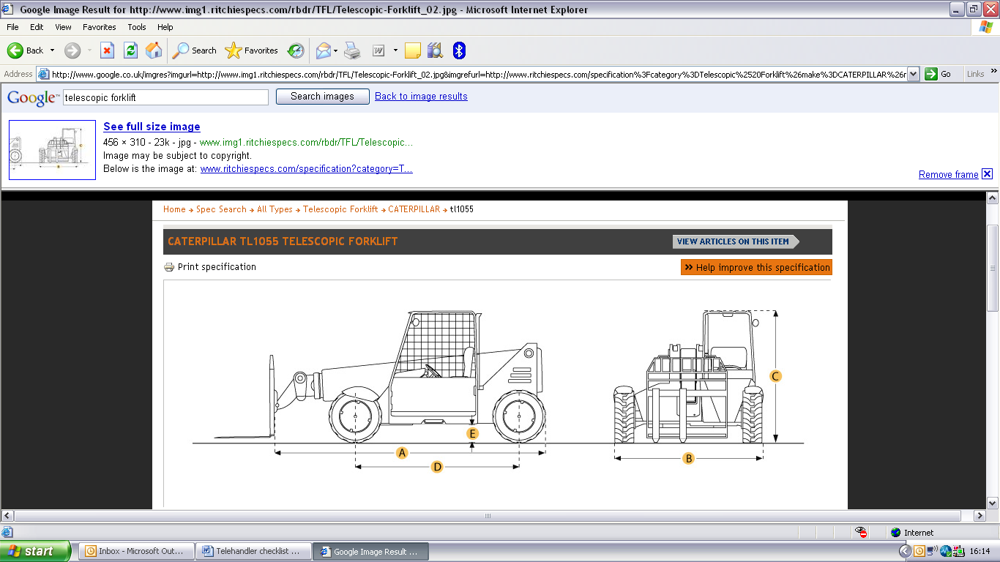 Google Image Result for http://www.img1.ritchiespecs.com/rbdr/TFL/Telescopic-Forklift_02.jpg - Microsoft Internet Explorer
File Edit View Favorites Tools Help
Back Search Favorites
Address http://www.google.co.uk/imgres?imgurl=http://www.img1.ritchiespecs.com/rbdr/TFL/Telescopic-Forklift_02.jpg&imgrefurl=http://www.ritchiespecs.com/specification%3Fcategory%3DTelescopic%2520Forklift%26make%3DCATERPILLAR%26r Go Links »
Google™ telescopic forklift Search images Back to image results
See full size image
456 × 310 - 23k - jpg - www.img1.ritchiespecs.com/rbdr/TFL/Telescopic...
Image may be subject to copyright.
Below is the image at: www.ritchiespecs.com/specification?category=T...
Remove frame
Home → Spec Search → All Types → Telescopic Forklift → CATERPILLAR → tl1055
CATERPILLAR TL1055 TELESCOPIC FORKLIFT VIEW ARTICLES ON THIS ITEM
Print specification » Help improve this specification
C
E
A
B
D
Internet
start Inbox - Microsoft Out... Telehandler checklist ... Google Image Result ... 16:14